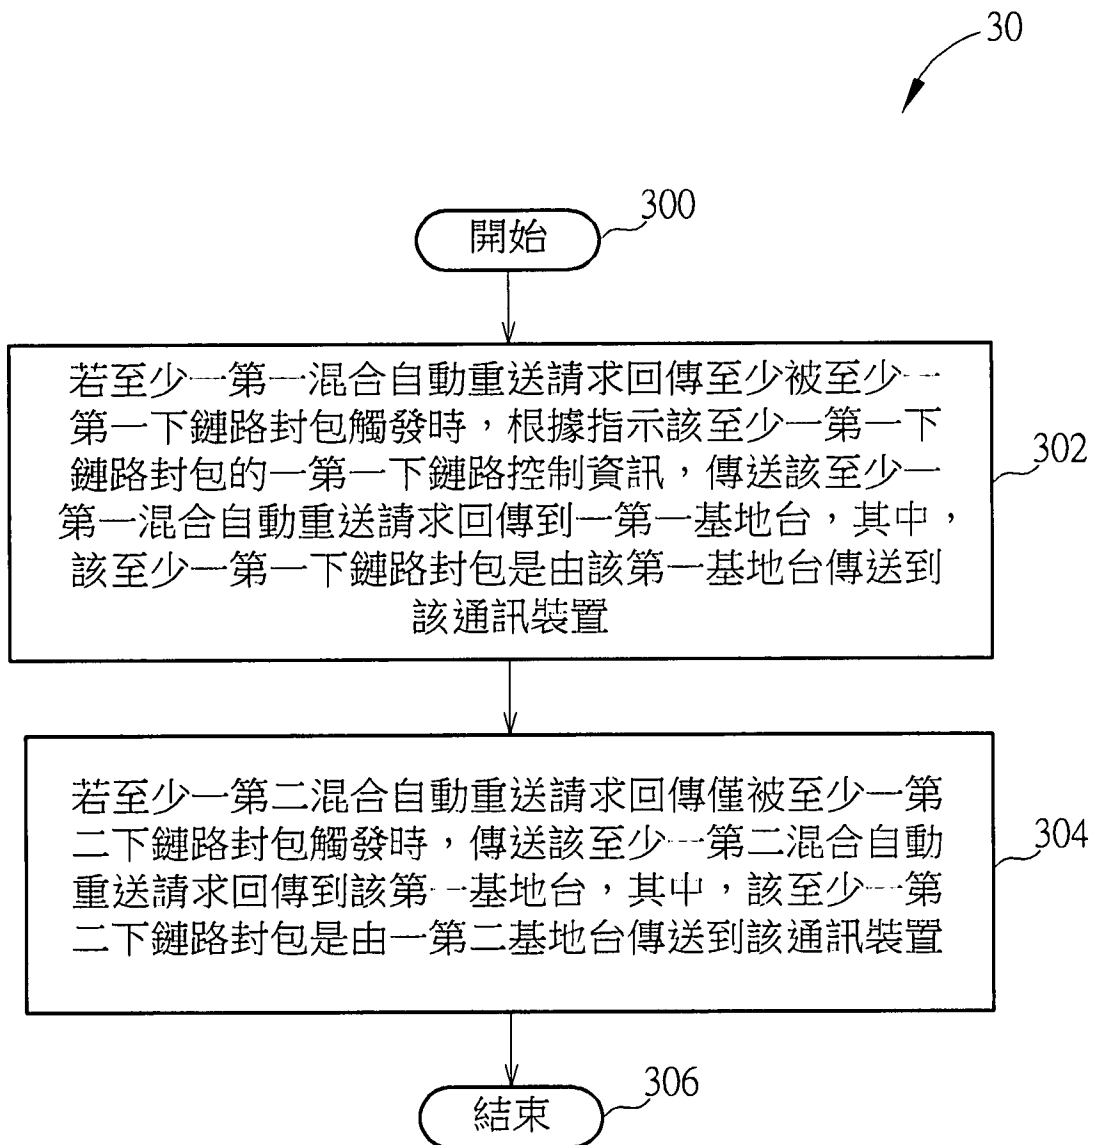 30
開始
300
若至少一第一混合自動重送請求回傳至少被至少一
第一下鏈路封包觸發時，根據指示該至少一第一下
鏈路封包的一第一下鏈路控制資訊，傳送該至少一
第一混合自動重送請求回傳到一第一基地台，其中，
該至少一第一下鏈路封包是由該第一基地台傳送到
該通訊裝置
302
若至少一第二混合自動重送請求回傳僅被至少一第
二下鏈路封包觸發時，傳送該至少一第二混合自動
重送請求回傳到該第一基地台，其中，該至少一第
二下鏈路封包是由一第二基地台傳送到該通訊裝置
304
結束
306